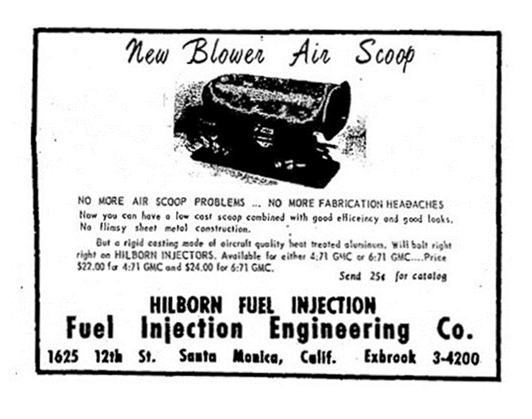 New Blower Air Scoop
NO MORE AIR SCOOP PROBLEMS ... NO MORE FABRICATION HEADACHES
Now you can have a low cost scoop combined with good efficeincy and good looks.
No flimsy sheet metal construction.
But a rigid casting made of aircraft quality heat treated aluminum. Will bolt right
right on HILBORN INJECTORS. Available for either 4:71 GMC or 6:71 GMC....Price
$22.00 for 4:71 GMC and $24.00 for 6:71 GMC.
Send 25¢ for catalog
HILBORN FUEL INJECTION
Fuel Injection Engineering Co.
1625 12th St. Santa Monica, Calif. Exbrook 3-4200